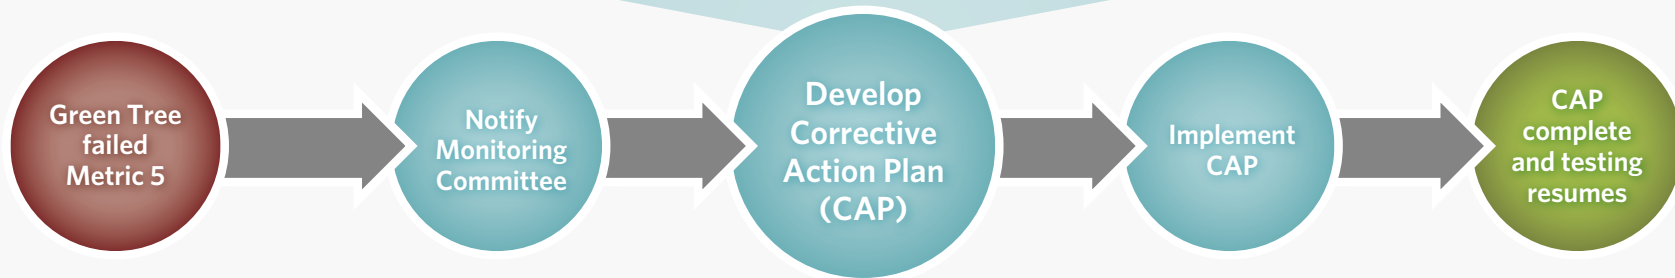 Green Tree
failed
Metric 5
Notify
Monitoring
Committee
Develop
Corrective
Action Plan
(CAP)
Implement
CAP
CAP
complete
and testing
resumes